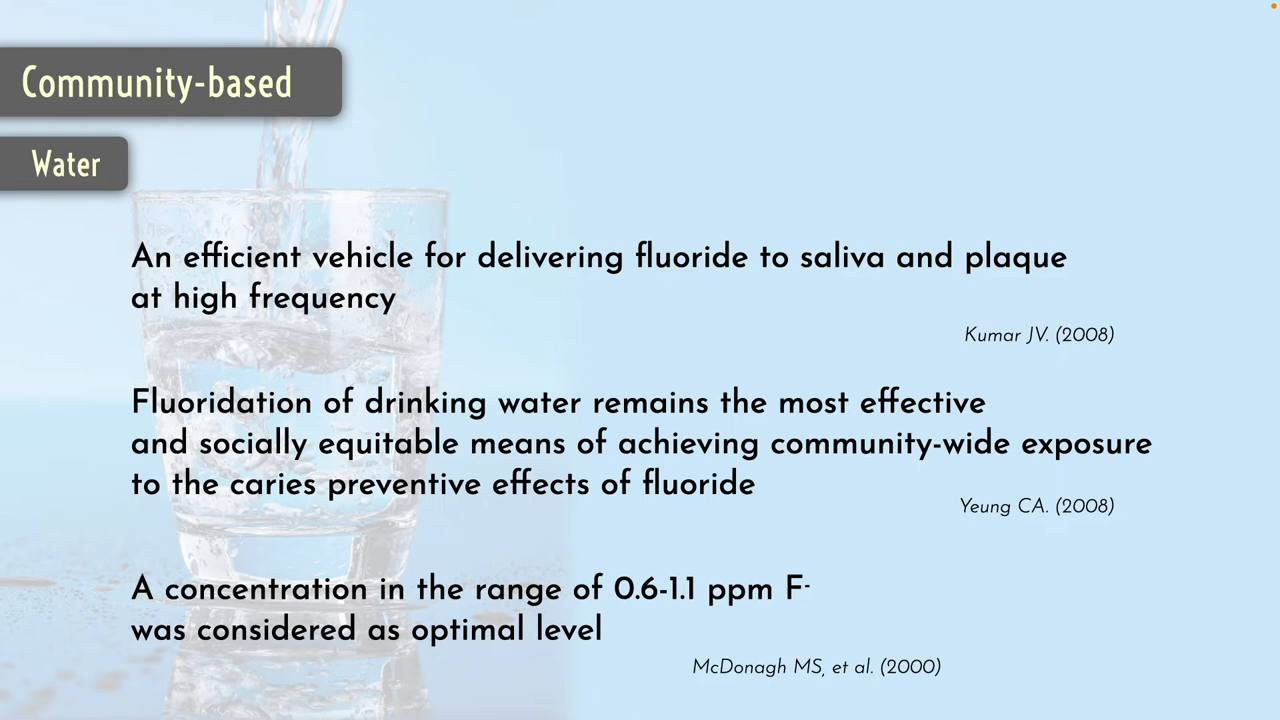 Community-based
Water
An efficient vehicle for delivering fluoride to saliva and plaque
at high frequency
Kumar JV. (2008)
Fluoridation of drinking water remains the most effective
and socially equitable means of achieving community-wide exposure
to the caries preventive effects of fluoride
Yeung CA. (2008)
A concentration in the range of 0.6-1.1 ppm F-
was considered as optimal level
McDonagh MS, et al. (2000)